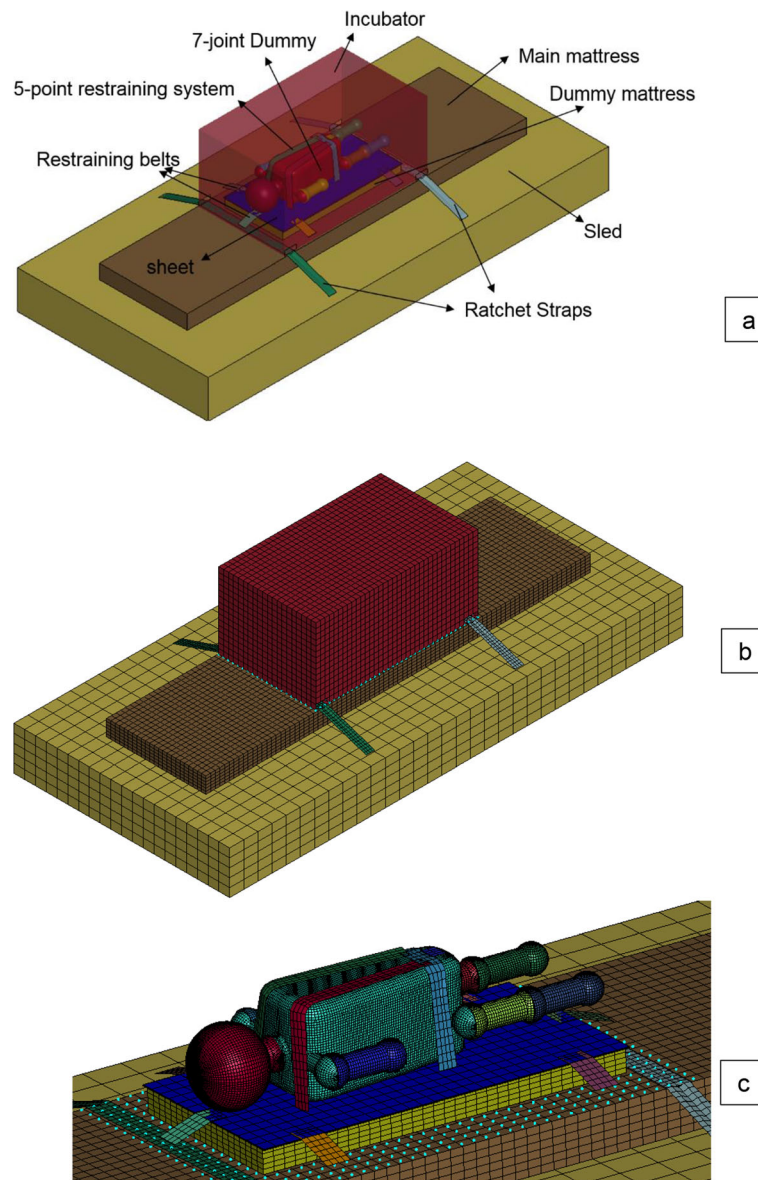 Incubator
7-joint Dummy
Main mattress
5-point restraining system
Dummy mattress
Restraining belts
Sled
sheet
Ratchet Straps
a
b
c